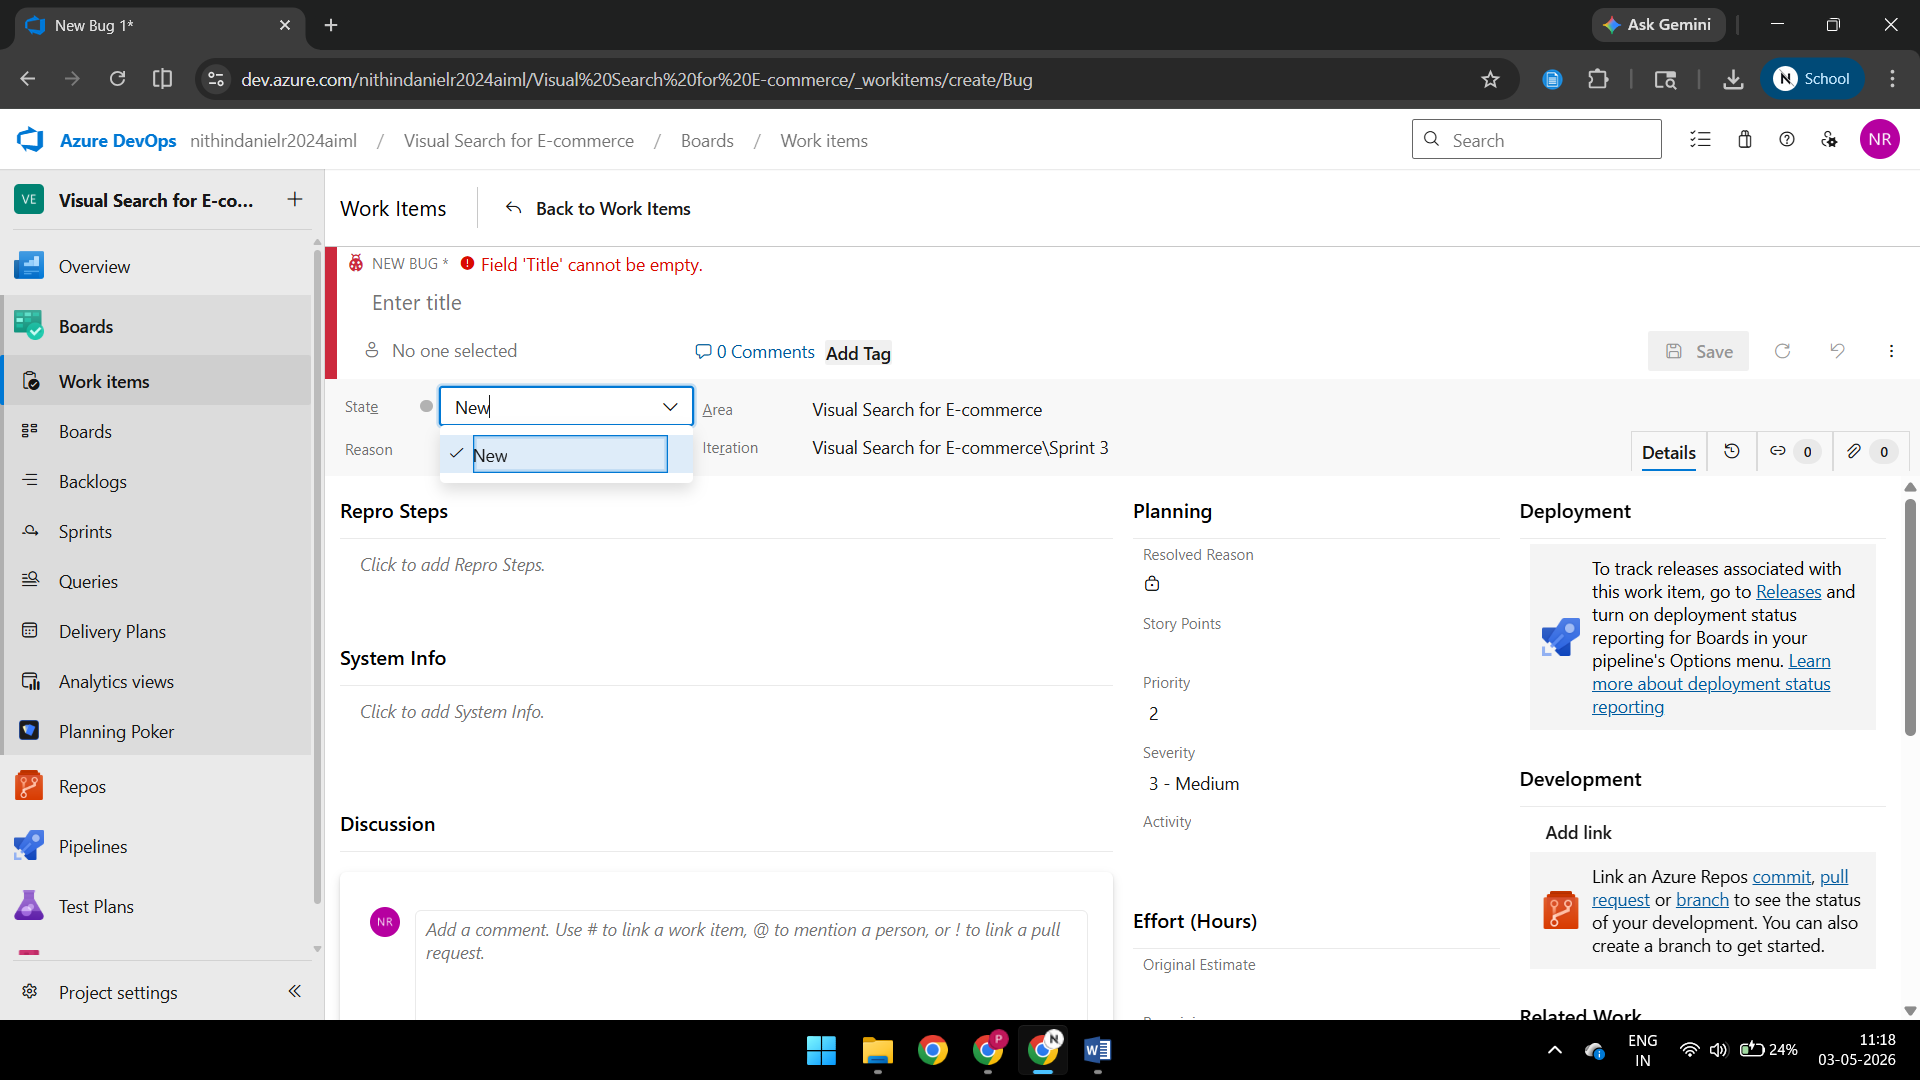 New Bug 1*
Ask Gemini
dev.azure.com/nithindanielr2024aiml/Visual%20Search%20for%20E-commerce/_workitems/create/Bug
N School
Azure DevOps nithindanielr2024aiml / Visual Search for E-commerce / Boards / Work items
Search
NR
VE Visual Search for E-co...
Overview
Boards
Work items
Boards
Backlogs
Sprints
Queries
Delivery Plans
Analytics views
Planning Poker
Repos
Pipelines
Test Plans
Project settings
Work Items
Back to Work Items
NEW BUG * Field 'Title' cannot be empty.
Enter title
No one selected
0 Comments
Add Tag
Save
State
New
Area
Visual Search for E-commerce
Reason
New
Iteration
Visual Search for E-commerce\Sprint 3
Details
0
0
Repro Steps
Click to add Repro Steps.
System Info
Click to add System Info.
Discussion
NR
Add a comment. Use # to link a work item, @ to mention a person, or ! to link a pull
request.
Planning
Resolved Reason
Story Points
Priority
2
Severity
3 - Medium
Activity
Effort (Hours)
Original Estimate
Deployment
To track releases associated with
this work item, go to Releases and
turn on deployment status
reporting for Boards in your
pipeline's Options menu. Learn
more about deployment status
reporting
Development
Add link
Link an Azure Repos commit, pull
request or branch to see the status
of your development. You can also
create a branch to get started.
Related Work
P
N
ENG
IN
24%
11:18
03-05-2026